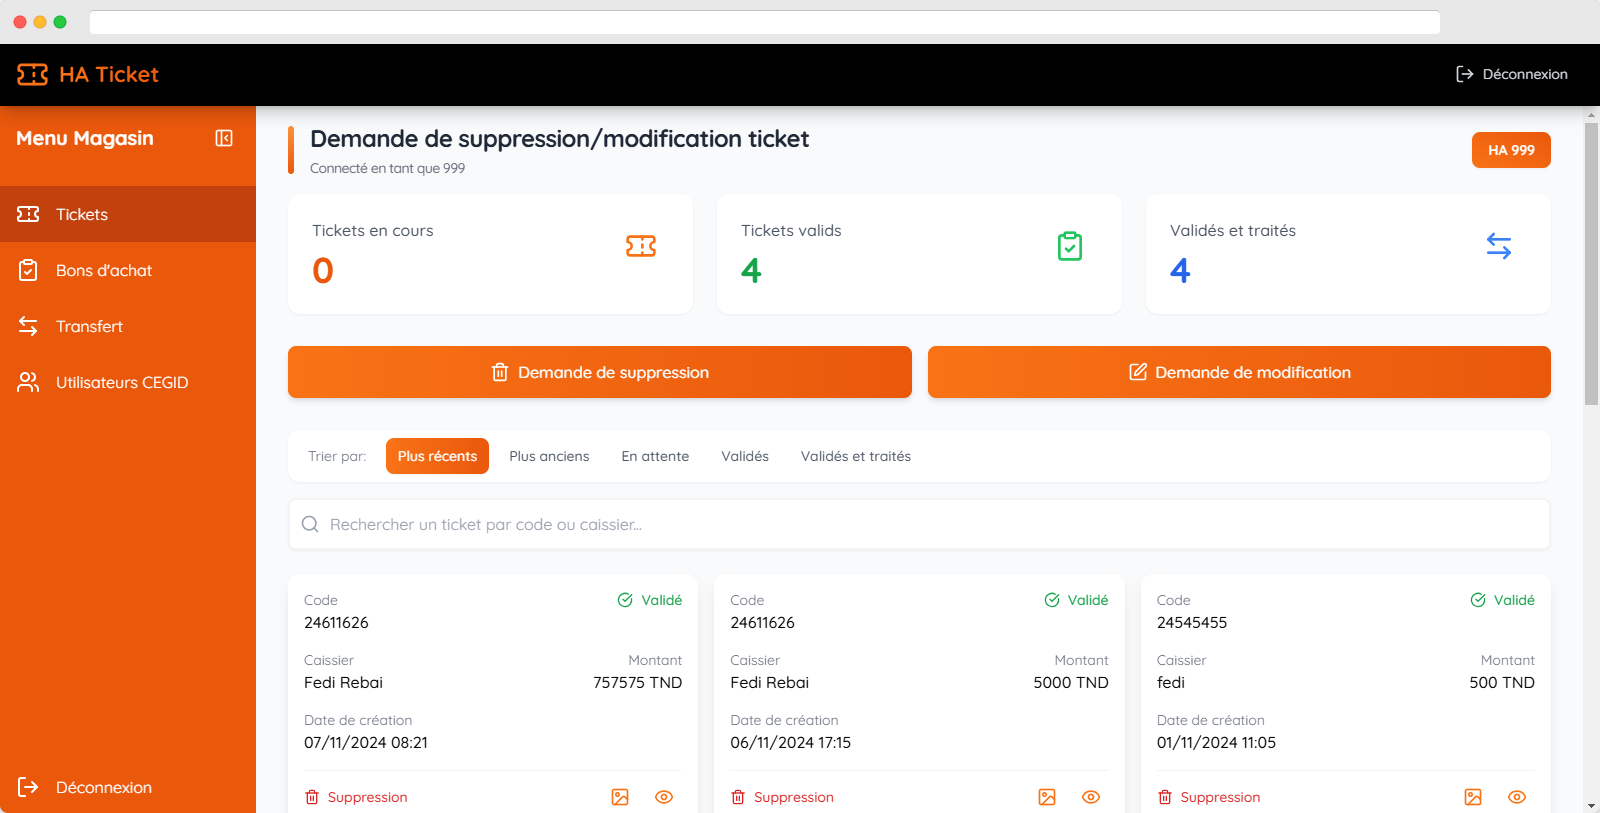 HA Ticket
Déconnexion
Menu Magasin
Tickets
Bons d'achat
Transfert
Utilisateurs CEGID
Déconnexion
Demande de suppression/modification ticket
Connecté en tant que 999
HA 999
Tickets en cours
0
Tickets valids
4
Validés et traités
4
Demande de suppression
Demande de modification
Trier par: Plus récents Plus anciens En attente Validés Validés et traités
Rechercher un ticket par code ou caissier...
Code Validé
24611626
Caissier Montant
Fedi Rebai 757575 TND
Date de création
07/11/2024 08:21
Suppression
Code Validé
24611626
Caissier Montant
Fedi Rebai 5000 TND
Date de création
06/11/2024 17:15
Suppression
Code Validé
24545455
Caissier Montant
fedi 500 TND
Date de création
01/11/2024 11:05
Suppression